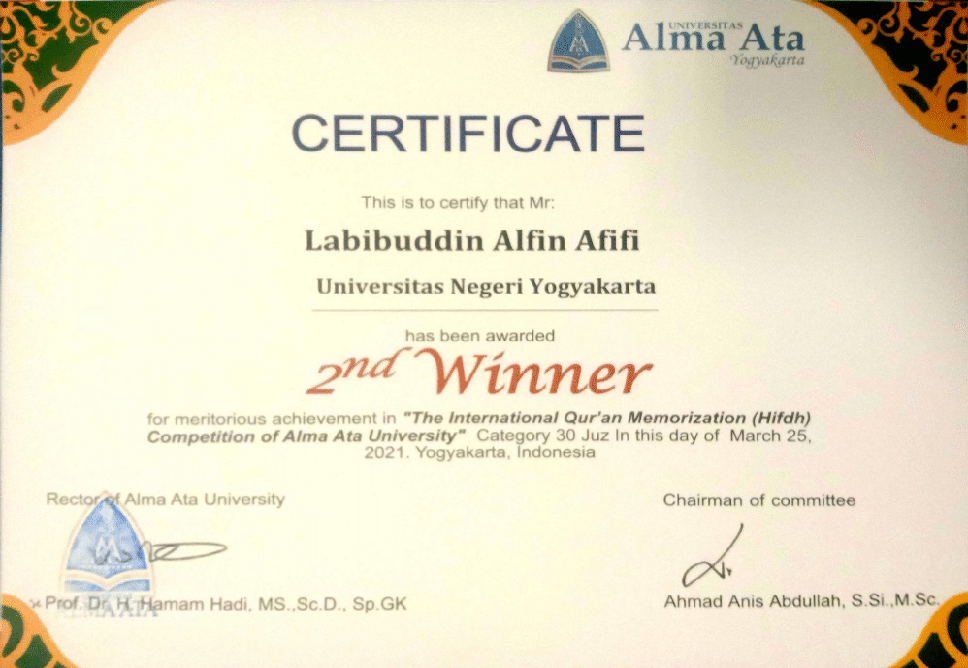 UNIVERSITAS
Alma Ata
Yogyakarta
CERTIFICATE
This is to certify that Mr:
Labibuddin Alfin Afifi
Universitas Negeri Yogyakarta
has been awarded
2nd Winner
for meritorious achievement in "The International Qur'an Memorization (Hifdh)
Competition of Alma Ata University" Category 30 Juz In this day of March 25,
2021. Yogyakarta, Indonesia
Rector of Alma Ata University
Chairman of committee
Prof. Dr. H. Hamam Hadi, MS.,Sc.D., Sp.GK
ALMA ATA
Ahmad Anis Abdullah, S.Si.,M.Sc.